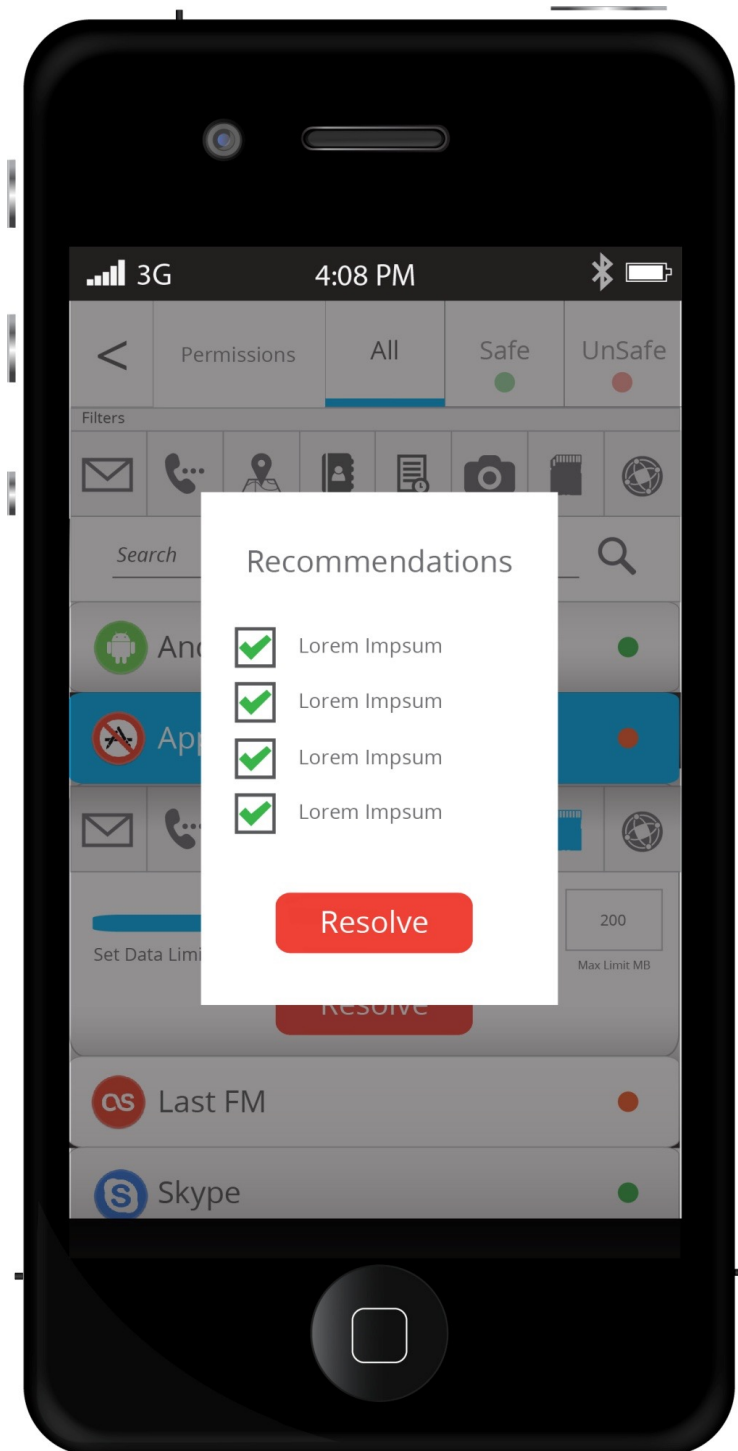 3G 4:08 PM
< Permissions All Safe UnSafe
Filters
Search
Recommendations
Lorem Impsum
Lorem Impsum
Lorem Impsum
Lorem Impsum
Resolve
200
Set Data
Max Limit MB
Resolve
Last FM
Skype